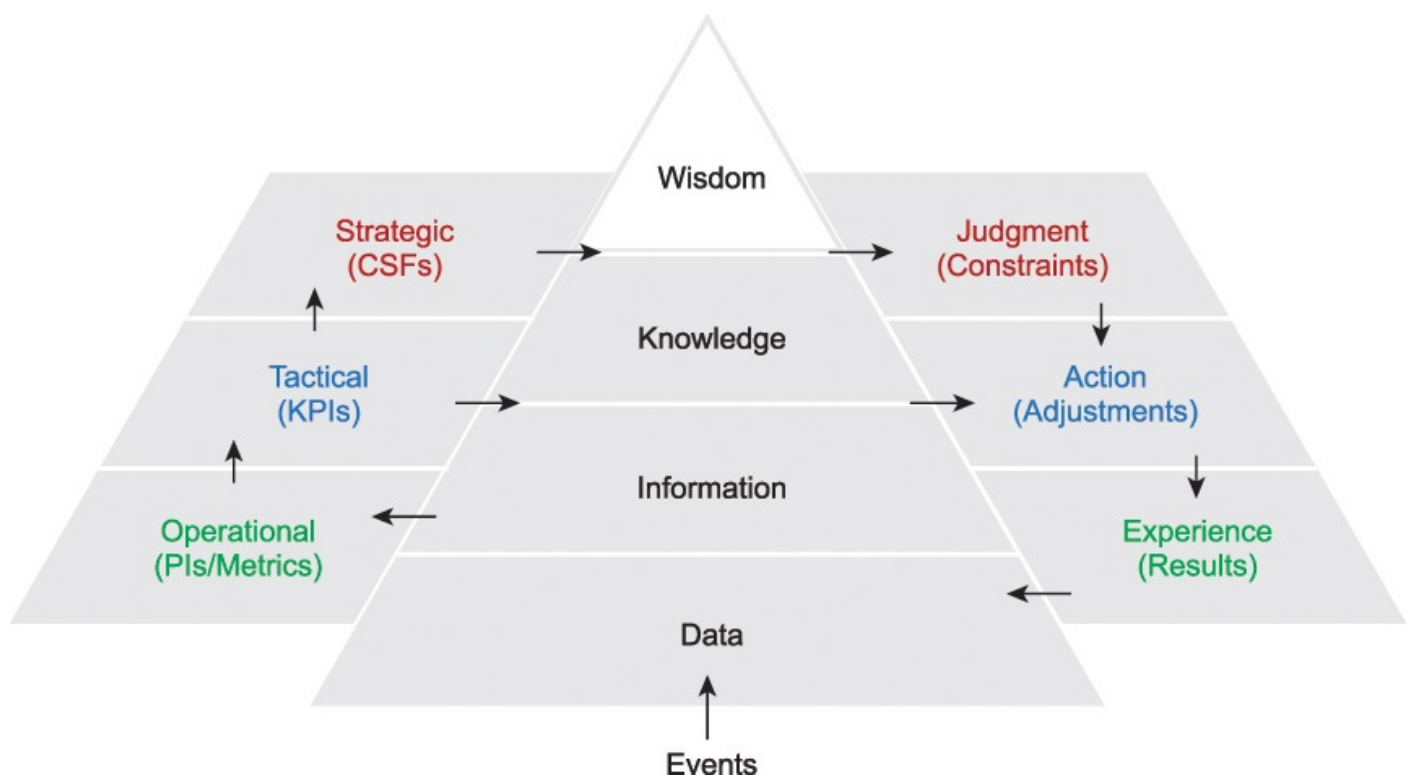 Wisdom
Strategic
(CSFs)
Judgment
(Constraints)
Knowledge
Tactical
(KPIs)
Action
(Adjustments)
Information
Operational
(PIs/Metrics)
Experience
(Results)
Data
Events